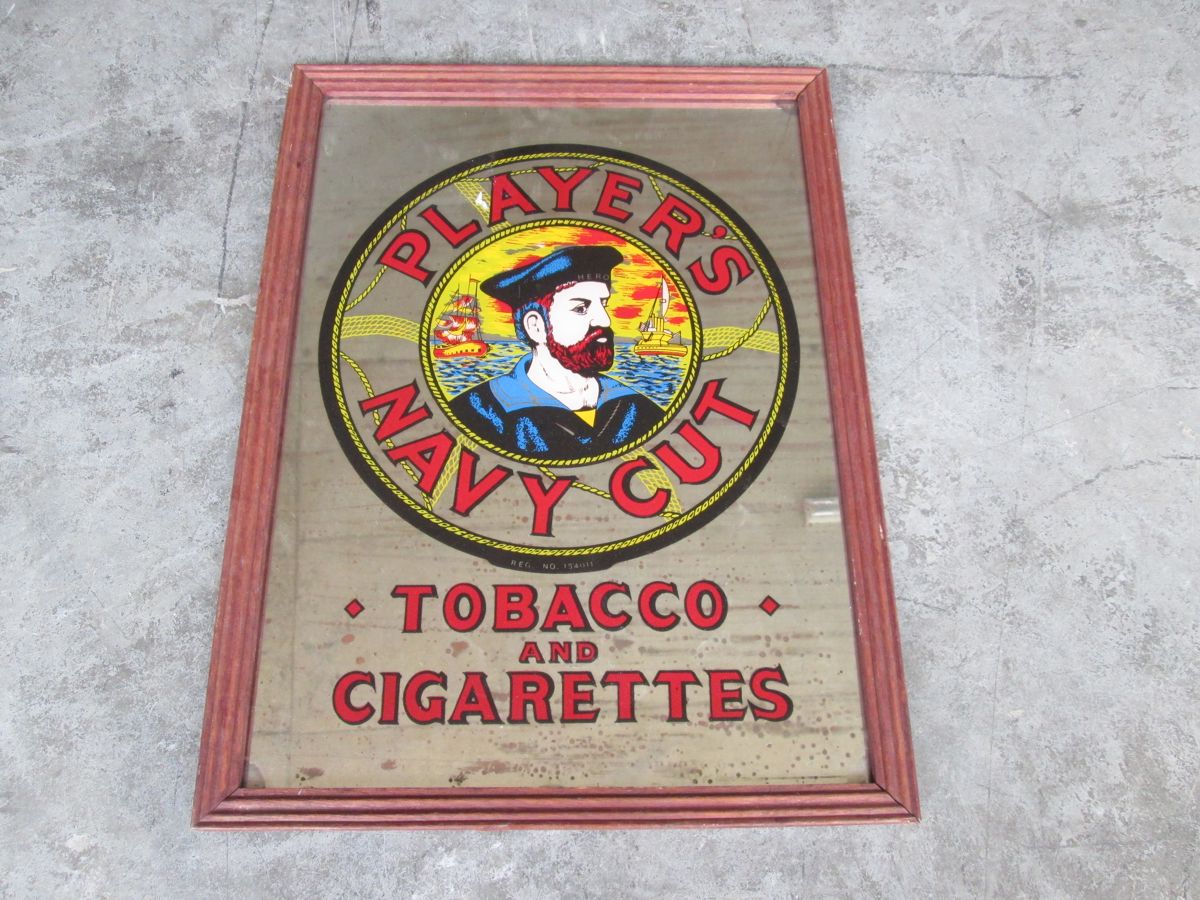 PLAYER'S
HERO
NAVY CUT
REG. NO. 154011
TOBACCO
AND
CIGARETTES